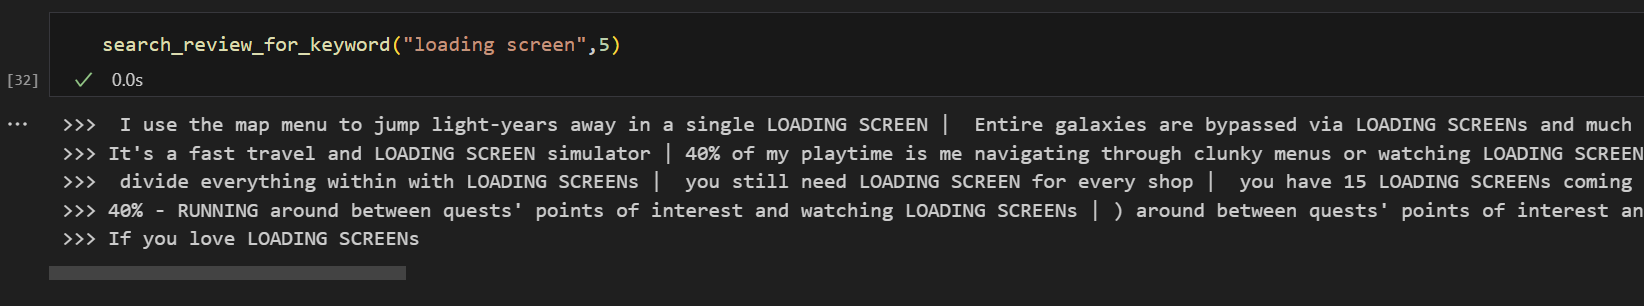 search_review_for_keyword("loading screen",5)
[32]
0.0s
...
>>>  I use the map menu to jump light-years away in a single LOADING SCREEN |  Entire galaxies are bypassed via LOADING SCREENs and much
>>> It's a fast travel and LOADING SCREEN simulator | 40% of my playtime is me navigating through clunky menus or watching LOADING SCREEN
>>>  divide everything within with LOADING SCREENs |  you still need LOADING SCREEN for every shop |  you have 15 LOADING SCREENs coming
>>> 40% - RUNNING around between quests' points of interest and watching LOADING SCREENs | ) around between quests' points of interest an
>>> If you love LOADING SCREENs